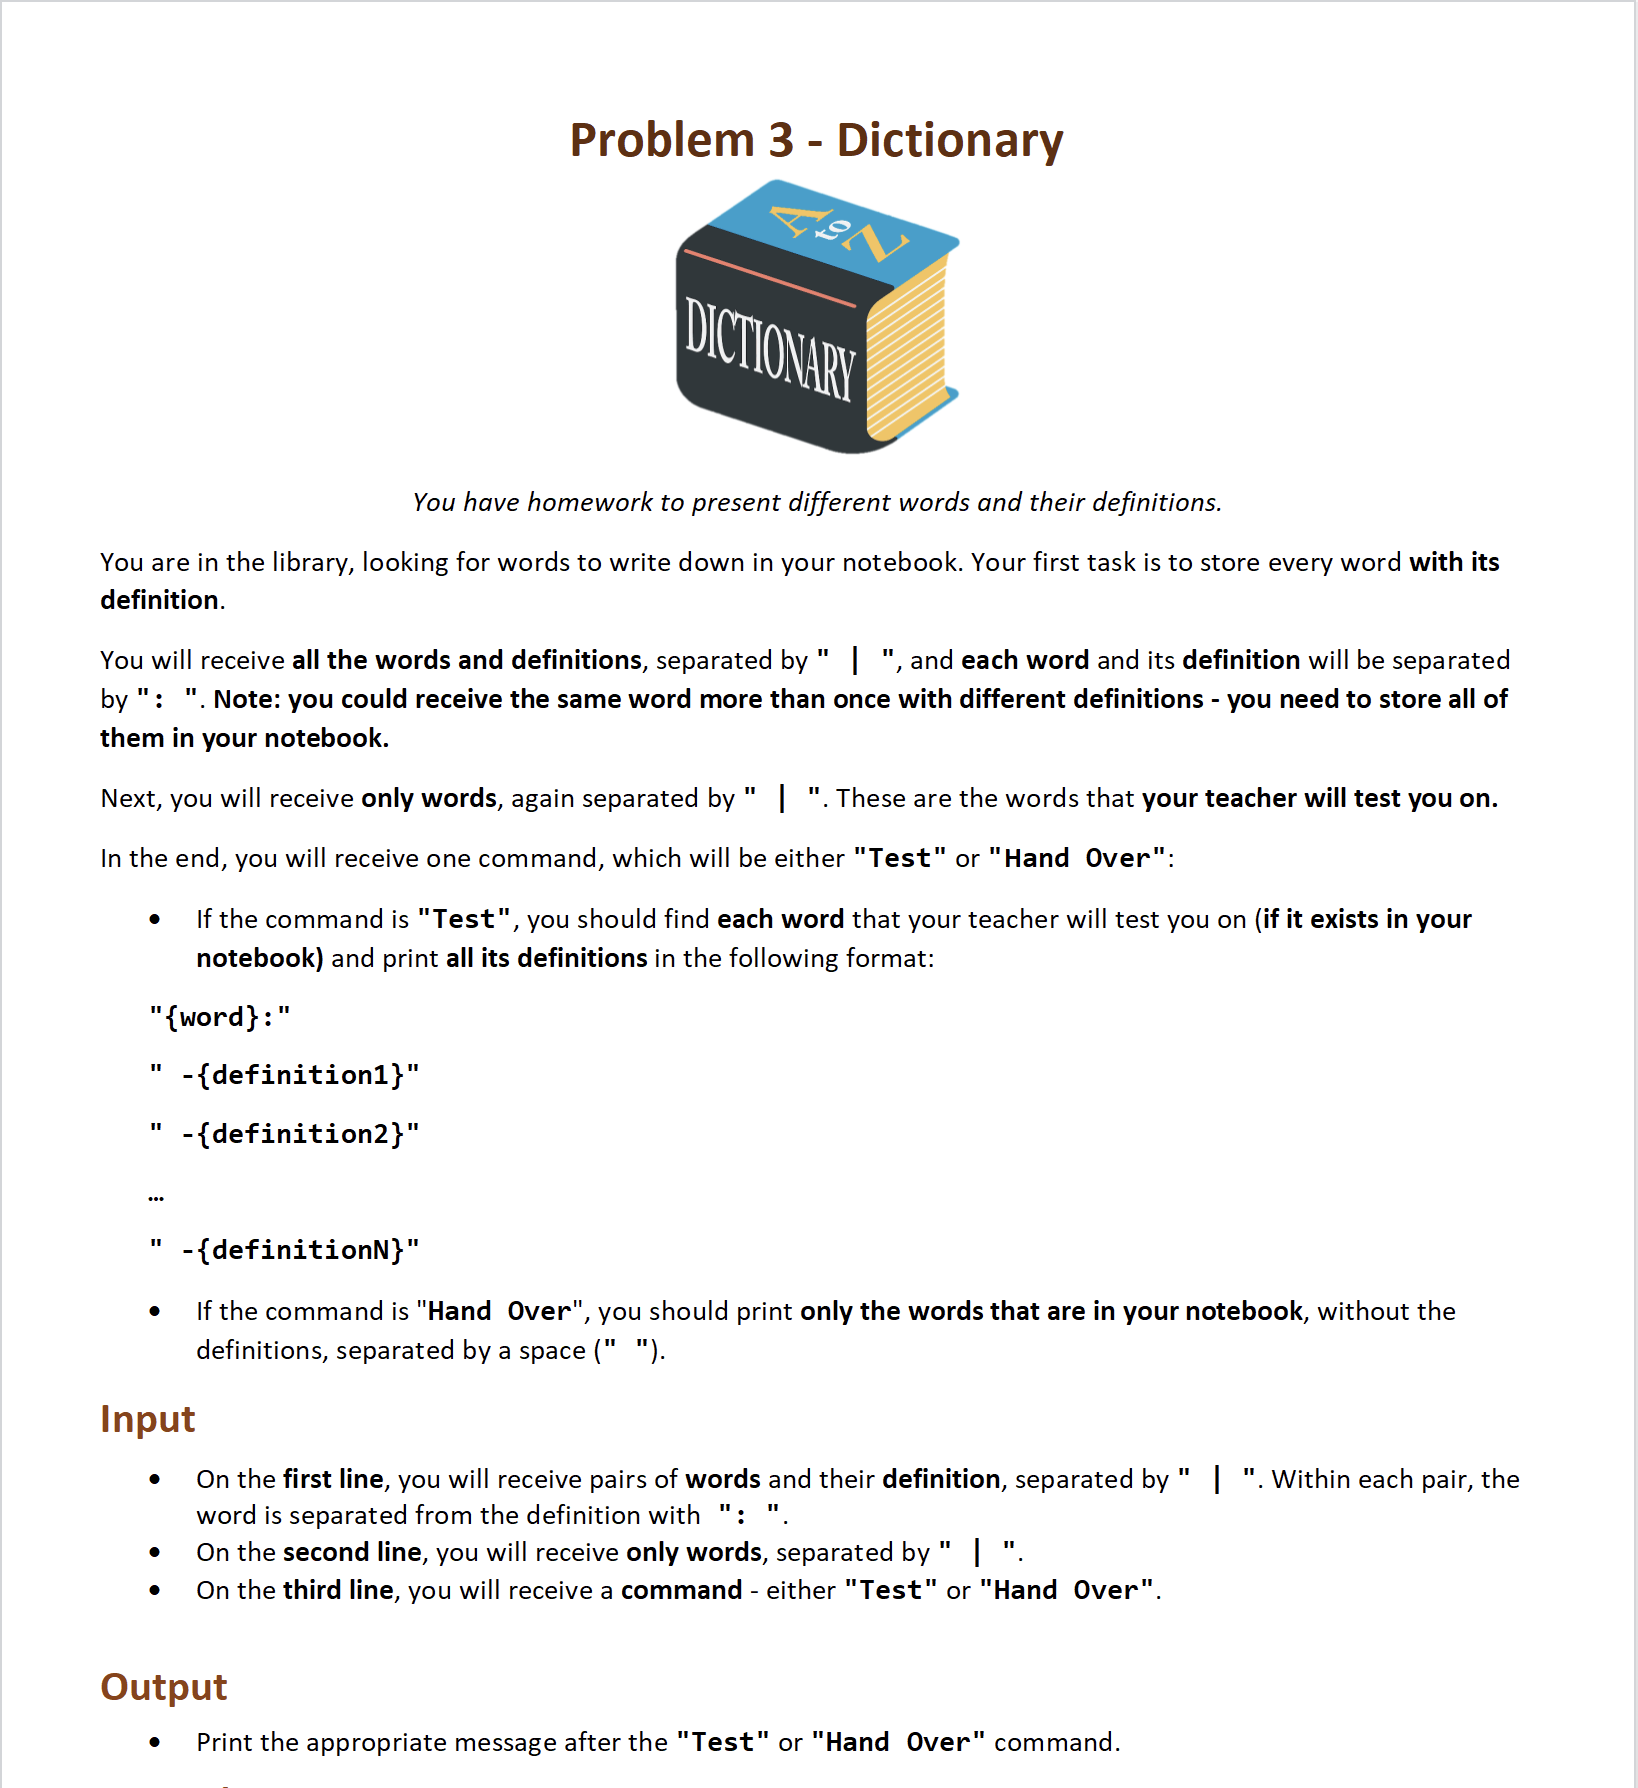 Problem 3 - Dictionary
A to Z
DICTIONARY
You have homework to present different words and their definitions.
You are in the library, looking for words to write down in your notebook. Your first task is to store every word with its
definition.
You will receive all the words and definitions, separated by " | ", and each word and its definition will be separated
by ": ". Note: you could receive the same word more than once with different definitions - you need to store all of
them in your notebook.
Next, you will receive only words, again separated by " | ". These are the words that your teacher will test you on.
In the end, you will receive one command, which will be either "Test" or "Hand Over":
• If the command is "Test", you should find each word that your teacher will test you on (if it exists in your
notebook) and print all its definitions in the following format:
"{word}:"
" -{definition1}"
" -{definition2}"
…
" -{definitionN}"
• If the command is "Hand Over", you should print only the words that are in your notebook, without the
definitions, separated by a space (" ").
Input
• On the first line, you will receive pairs of words and their definition, separated by " | ". Within each pair, the
word is separated from the definition with ": ".
• On the second line, you will receive only words, separated by " | ".
• On the third line, you will receive a command - either "Test" or "Hand Over".
Output
• Print the appropriate message after the "Test" or "Hand Over" command.